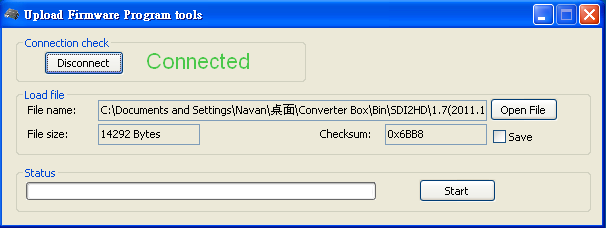 Upload Firmware Program tools
Connection check
Disconnect
Connected
Load file
File name:
C:\Documents and Settings\Navan\桌面\Converter Box\Bin\SDI2HD\1.7(2011.1
Open File
File size:
14292 Bytes
Checksum:
0x6BB8
Save
Status
Start